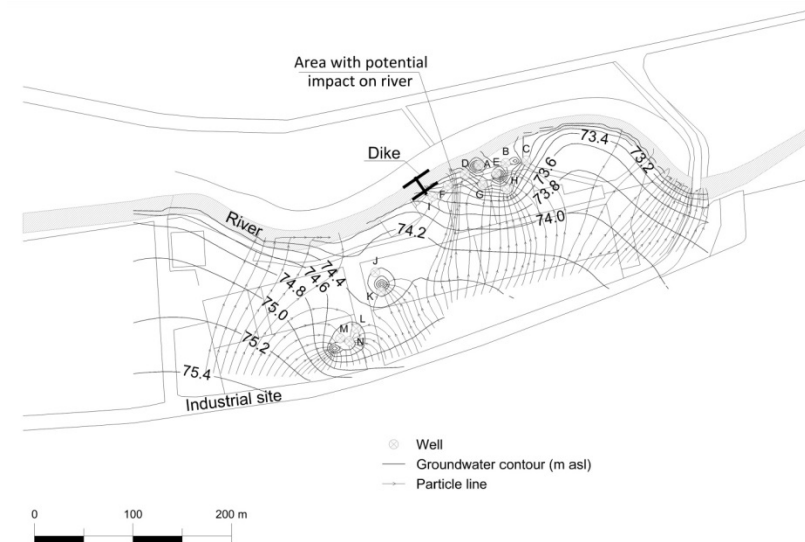 Area with potential
impact on river
Dike
River
D
A
E
B
C
H
G
F
I
73.4
73.2
73.6
73.8
74.0
74.2
74.4
74.6
74.8
75.0
75.2
75.4
J
K
L
M
N
Industrial site
Well
Groundwater contour (m asl)
Particle line
0 100 200 m